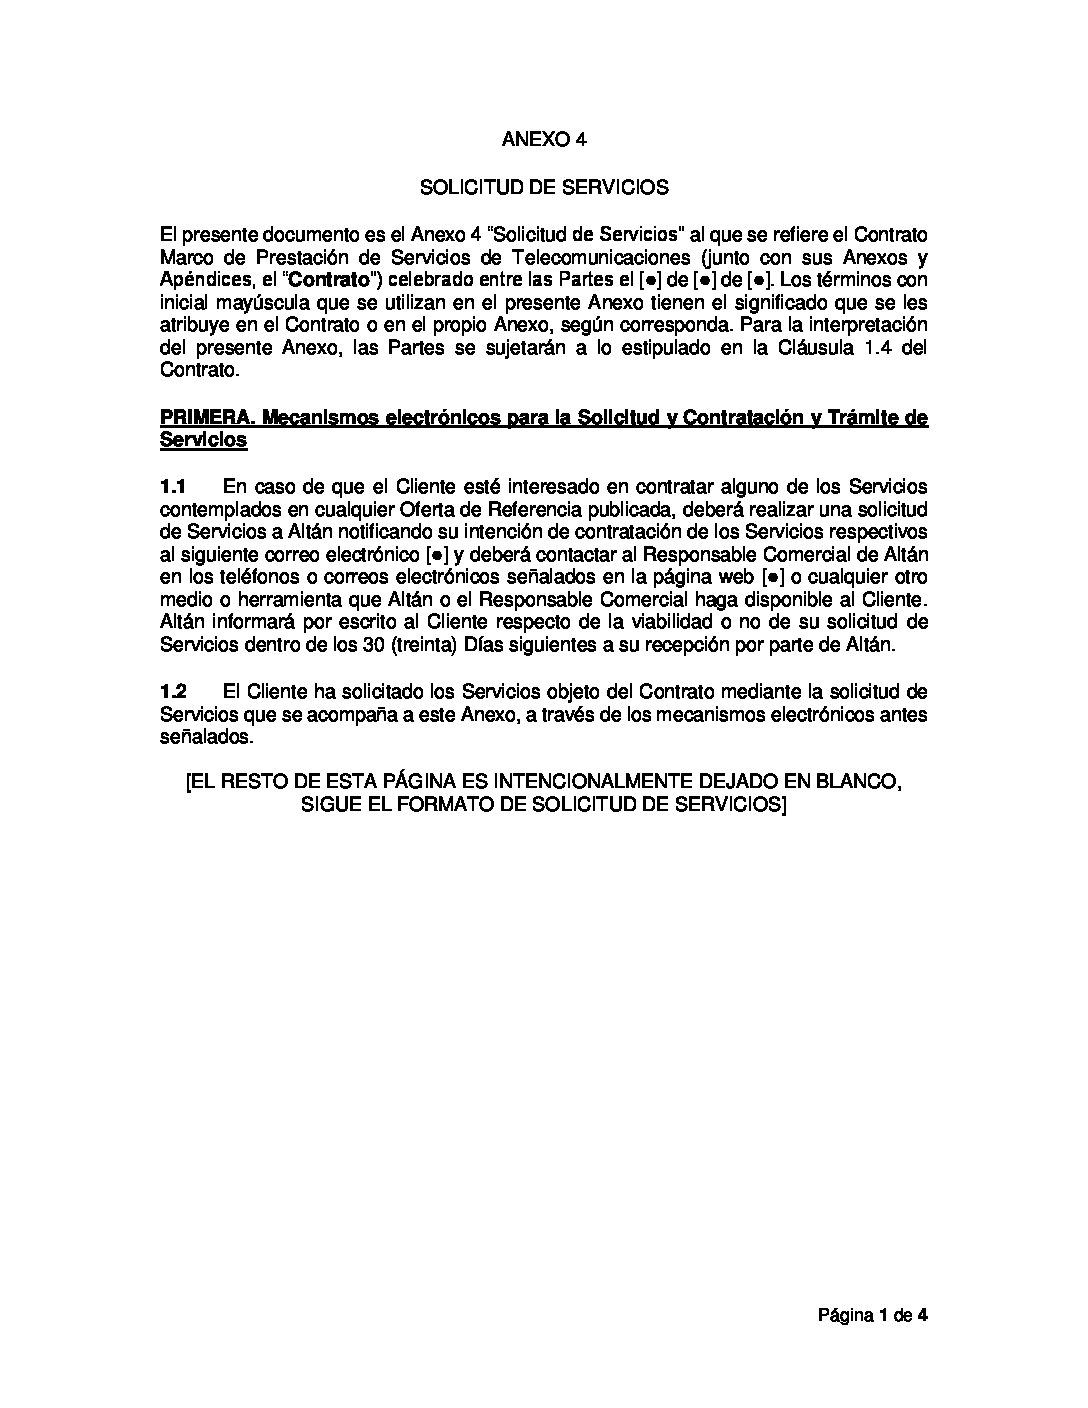 ANEXO 4
SOLICITUD DE SERVICIOS
El presente documento es el Anexo 4 “Solicitud de Servicios” al que se refiere el Contrato
Marco de Prestación de Servicios de Telecomunicaciones (junto con sus Anexos y
Apéndices, el “Contrato”) celebrado entre las Partes el [●] de [●] de [●]. Los términos con
inicial mayúscula que se utilizan en el presente Anexo tienen el significado que se les
atribuye en el Contrato o en el propio Anexo, según corresponda. Para la interpretación
del presente Anexo, las Partes se sujetarán a lo estipulado en la Cláusula 1.4 del
Contrato.
PRIMERA. Mecanismos electrónicos para la Solicitud y Contratación y Trámite de
Servicios
1.1 En caso de que el Cliente esté interesado en contratar alguno de los Servicios
contemplados en cualquier Oferta de Referencia publicada, deberá realizar una solicitud
de Servicios a Altán notificando su intención de contratación de los Servicios respectivos
al siguiente correo electrónico [●] y deberá contactar al Responsable Comercial de Altán
en los teléfonos o correos electrónicos señalados en la página web [●] o cualquier otro
medio o herramienta que Altán o el Responsable Comercial haga disponible al Cliente.
Altán informará por escrito al Cliente respecto de la viabilidad o no de su solicitud de
Servicios dentro de los 30 (treinta) Días siguientes a su recepción por parte de Altán.
1.2 El Cliente ha solicitado los Servicios objeto del Contrato mediante la solicitud de
Servicios que se acompaña a este Anexo, a través de los mecanismos electrónicos antes
señalados.
[EL RESTO DE ESTA PÁGINA ES INTENCIONALMENTE DEJADO EN BLANCO,
SIGUE EL FORMATO DE SOLICITUD DE SERVICIOS]
Página 1 de 4